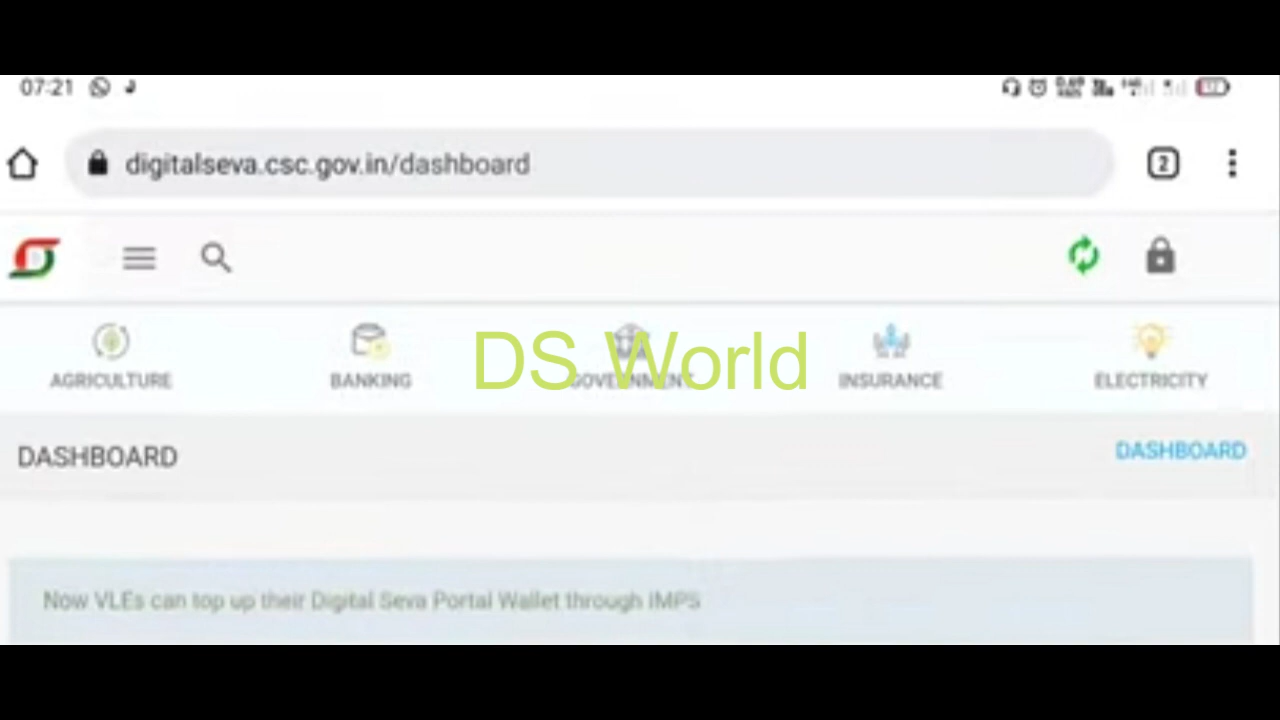 07:21
digitalseva.csc.gov.in/dashboard
2
AGRICULTURE
BANKING
GOVERNMENT
INSURANCE
ELECTRICITY
DS World
DASHBOARD
DASHBOARD
Now VLEs can top up their Digital Seva Portal Wallet through IMPS